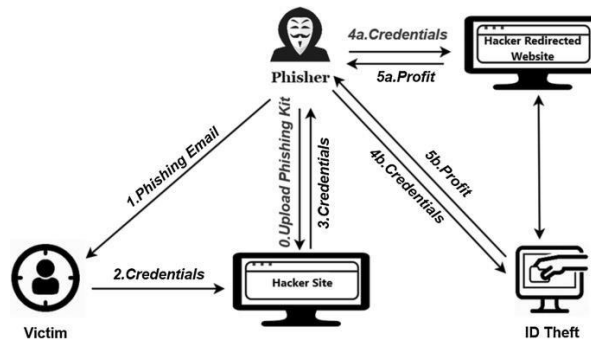 4a.Credentials
Hacker Redirected
Website
Phisher
5a.Profit
1.Phishing Email
0.Upload Phishing Kit
3.Credentials
5b.Profit
4b.Credentials
2.Credentials
Hacker Site
Victim
ID Theft